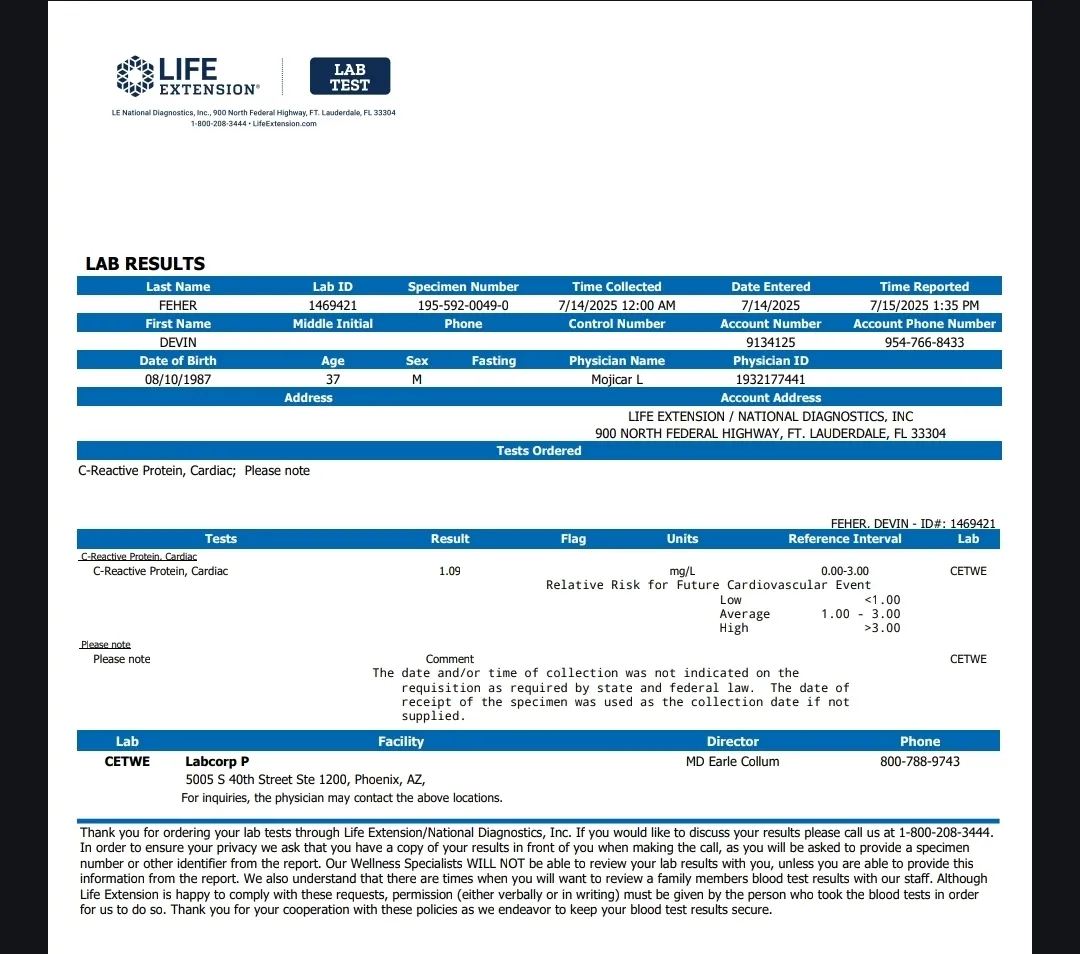 LIFE
EXTENSION®
LAB
TEST
LE National Diagnostics, Inc., 900 North Federal Highway, FT. Lauderdale, FL 33304
1-800-208-3444 • LifeExtension.com
LAB RESULTS
Last Name Lab ID Specimen Number Time Collected Date Entered Time Reported
FEHER 1469421 195-592-0049-0 7/14/2025 12:00 AM 7/14/2025 7/15/2025 1:35 PM
First Name Middle Initial Phone Control Number Account Number Account Phone Number
DEVIN 9134125 954-766-8433
Date of Birth Age Sex Fasting Physician Name Physician ID
08/10/1987 37 M Mojicar L 1932177441
Address Account Address
LIFE EXTENSION / NATIONAL DIAGNOSTICS, INC
900 NORTH FEDERAL HIGHWAY, FT. LAUDERDALE, FL 33304
Tests Ordered
C-Reactive Protein, Cardiac; Please note
FEHER, DEVIN - ID#: 1469421
Tests Result Flag Units Reference Interval Lab
C-Reactive Protein, Cardiac
C-Reactive Protein, Cardiac 1.09 mg/L 0.00-3.00 CETWE
Relative Risk for Future Cardiovascular Event
Low <1.00
Average 1.00 - 3.00
High >3.00
Please note
Please note Comment CETWE
The date and/or time of collection was not indicated on the
requisition as required by state and federal law. The date of
receipt of the specimen was used as the collection date if not
supplied.
Lab Facility Director Phone
CETWE Labcorp P MD Earle Collum 800-788-9743
5005 S 40th Street Ste 1200, Phoenix, AZ,
For inquiries, the physician may contact the above locations.
Thank you for ordering your lab tests through Life Extension/National Diagnostics, Inc. If you would like to discuss your results please call us at 1-800-208-3444.
In order to ensure your privacy we ask that you have a copy of your results in front of you when making the call, as you will be asked to provide a specimen
number or other identifier from the report. Our Wellness Specialists WILL NOT be able to review your lab results with you, unless you are able to provide this
information from the report. We also understand that there are times when you will want to review a family members blood test results with our staff. Although
Life Extension is happy to comply with these requests, permission (either verbally or in writing) must be given by the person who took the blood tests in order
for us to do so. Thank you for your cooperation with these policies as we endeavor to keep your blood test results secure.